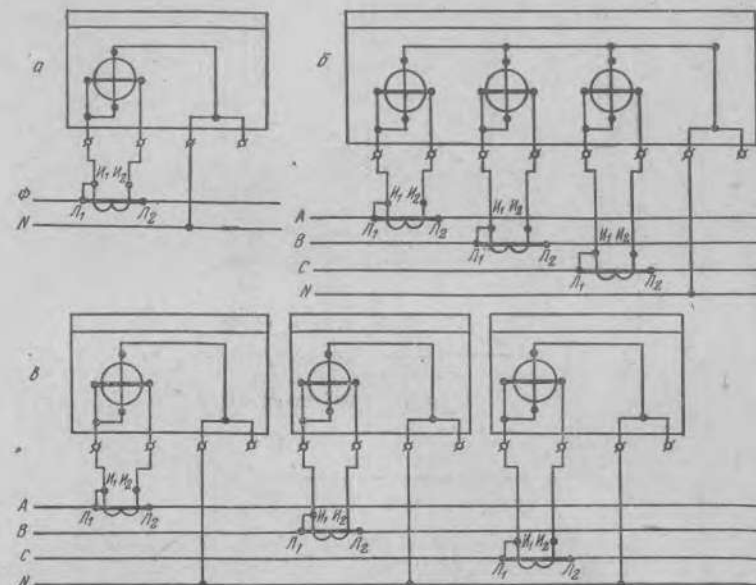 а
И₁ И₂
Ф
Л₁ Л₂
N
б
И₁ И₂
А
Л₁ Л₂
И₁ И₂
В
Л₁ Л₂
И₁ И₂
С
Л₁ Л₂
N
в
И₁ И₂
А
Л₁ Л₂
И₁ И₂
В
Л₁ Л₂
И₁ И₂
С
Л₁ Л₂
N